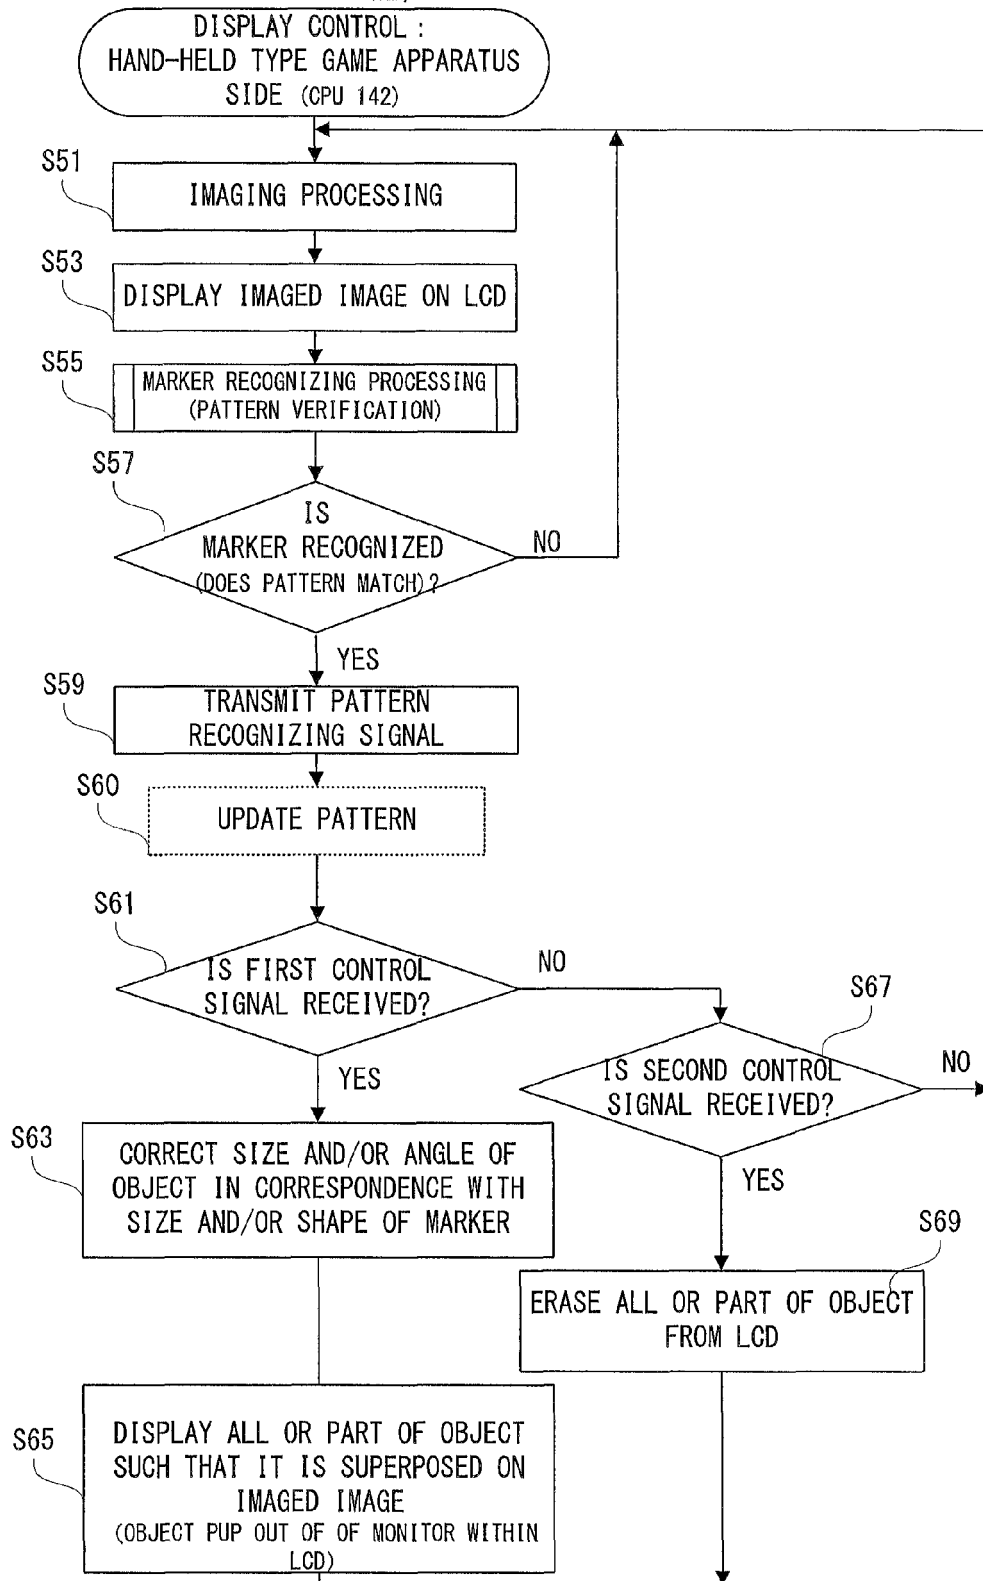 DISPLAY CONTROL :
HAND-HELD TYPE GAME APPARATUS
SIDE (CPU 142)
S51
IMAGING PROCESSING
S53
DISPLAY IMAGED IMAGE ON LCD
S55
MARKER RECOGNIZING PROCESSING
(PATTERN VERIFICATION)
S57
IS
MARKER RECOGNIZED
(DOES PATTERN MATCH)?
NO
YES
S59
TRANSMIT PATTERN
RECOGNIZING SIGNAL
S60
UPDATE PATTERN
S61
IS FIRST CONTROL
SIGNAL RECEIVED?
NO
YES
S67
IS SECOND CONTROL
SIGNAL RECEIVED?
NO
YES
S63
CORRECT SIZE AND/OR ANGLE OF
OBJECT IN CORRESPONDENCE WITH
SIZE AND/OR SHAPE OF MARKER
S69
ERASE ALL OR PART OF OBJECT
FROM LCD
S65
DISPLAY ALL OR PART OF OBJECT
SUCH THAT IT IS SUPERPOSED ON
IMAGED IMAGE
(OBJECT PUP OUT OF OF MONITOR WITHIN
LCD)